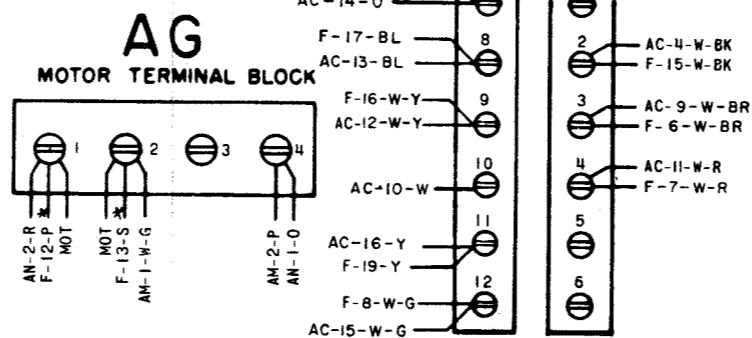 AC-14-O
AG
MOTOR TERMINAL BLOCK
1
2
3
4
AN-2-R
F-12-P*
MOT
MOT
F-13-S*
AM-1-W-G
AM-2-P
AN-1-O
F-17-BL
AC-13-BL
8
F-16-W-Y
AC-12-W-Y
9
AC-10-W
10
AC-16-Y
F-19-Y
11
F-8-W-G
AC-15-W-G
12
2
AC-4-W-BK
F-15-W-BK
3
AC-9-W-BR
F-6-W-BR
4
AC-11-W-R
F-7-W-R
5
6